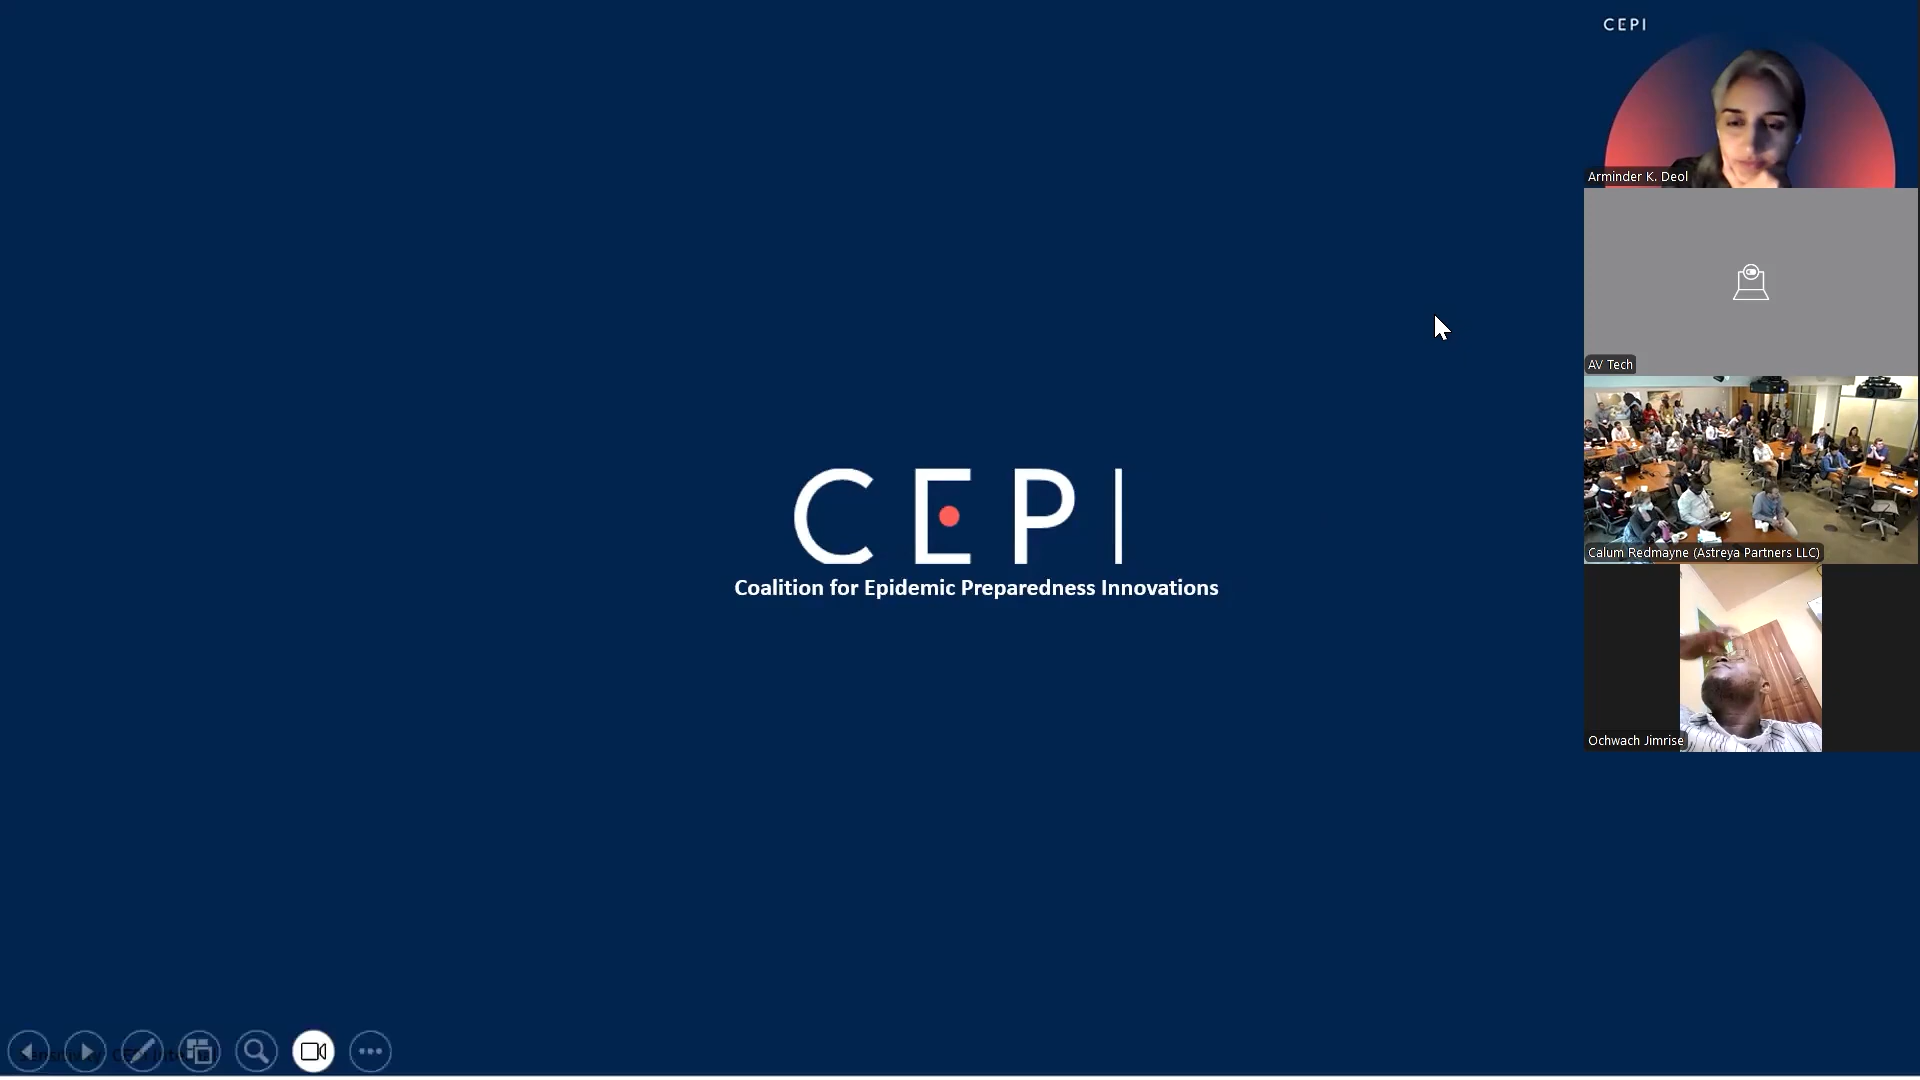 CEPI
Coalition for Epidemic Preparedness Innovations
CEPI
Arminder K. Deol
AV Tech
Calum Redmayne (Astreya Partners LLC)
Ochwach Jimrise